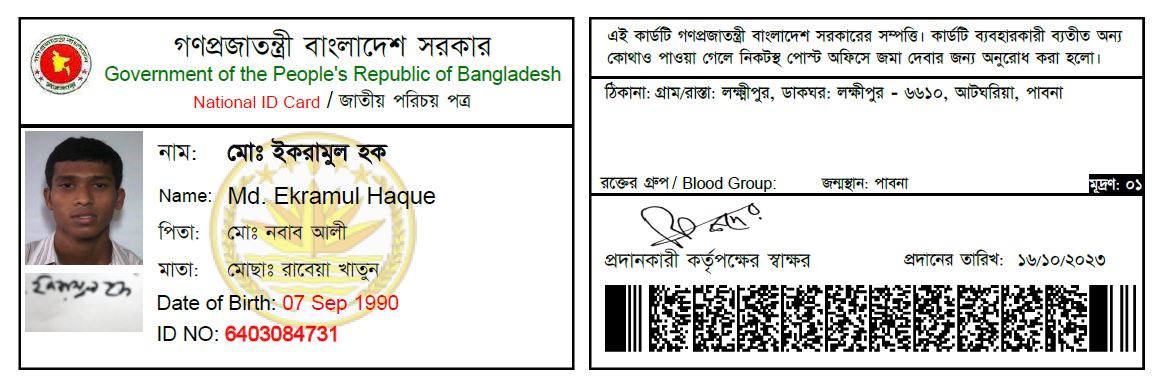 গণপ্রজাতন্ত্রী বাংলাদেশ সরকার
Government of the People's Republic of Bangladesh
National ID Card / জাতীয় পরিচয় পত্র
নাম: মোঃ ইকরামুল হক
Name: Md. Ekramul Haque
পিতা: মোঃ নবাব আলী
মাতা: মোছাঃ রাবেয়া খাতুন
Date of Birth: 07 Sep 1990
ID NO: 6403084731
এই কার্ডটি গণপ্রজাতন্ত্রী বাংলাদেশ সরকারের সম্পত্তি। কার্ডটি ব্যবহারকারী ব্যতীত অন্য
কোথাও পাওয়া গেলে নিকটস্থ পোস্ট অফিসে জমা দেবার জন্য অনুরোধ করা হলো।
ঠিকানা: গ্রাম/রাস্তা: লক্ষ্মীপুর, ডাকঘর: লক্ষীপুর - ৬৬১০, আটঘরিয়া, পাবনা
রক্তের গ্রুপ / Blood Group: জন্মস্থান: পাবনা মূদ্রণ: ০১
প্রদানকারী কর্তৃপক্ষের স্বাক্ষর প্রদানের তারিখ: ১৬/১০/২০২৩